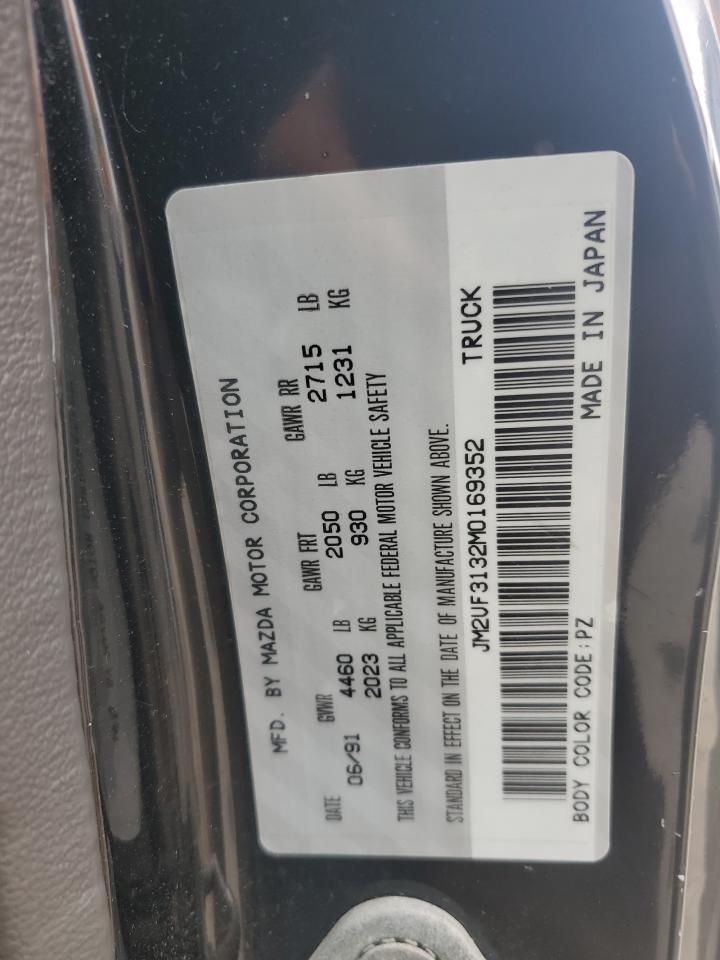 MFD. BY MAZDA MOTOR CORPORATION
DATE GVWR GAWR FRT GAWR RR
06/91 4460 LB 2050 LB 2715 LB
2023 KG 930 KG 1231 KG
THIS VEHICLE CONFORMS TO ALL APPLICABLE FEDERAL MOTOR VEHICLE SAFETY
STANDARD IN EFFECT ON THE DATE OF MANUFACTURE SHOWN ABOVE.
JM2UF3132M0169352 TRUCK
BODY COLOR CODE:PZ MADE IN JAPAN